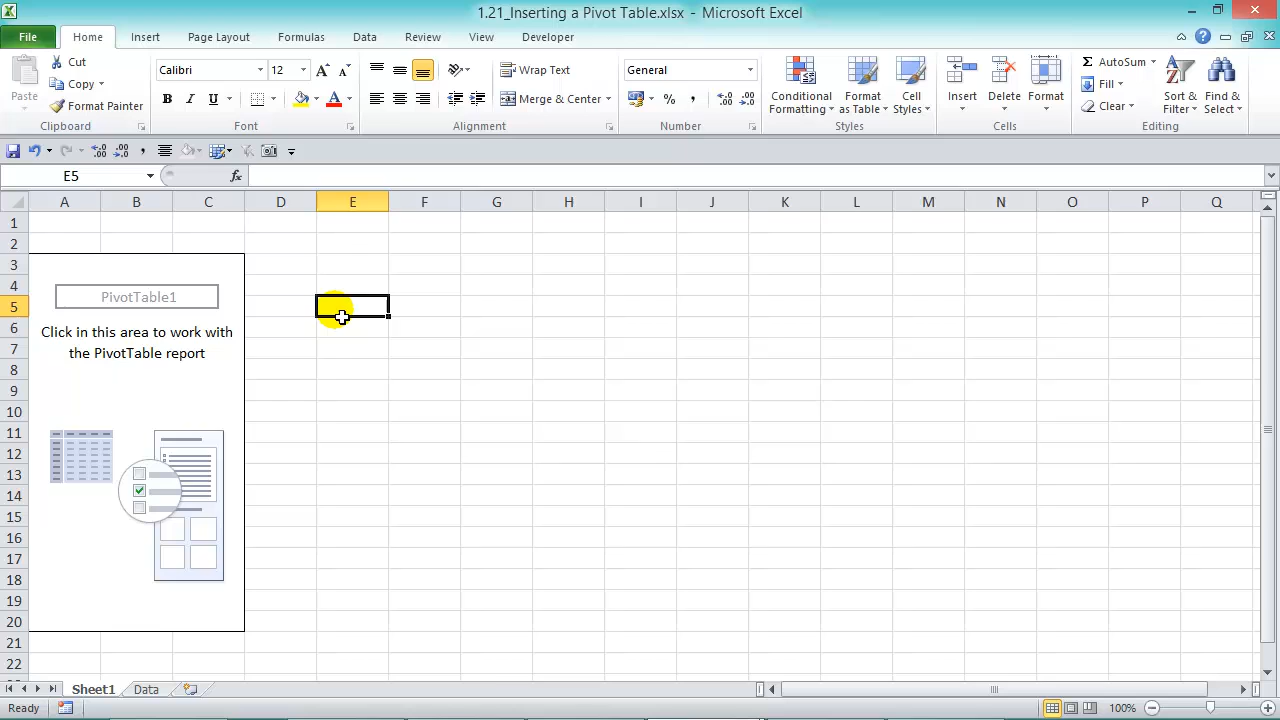 1.21_Inserting a Pivot Table.xlsx - Microsoft Excel
File Home Insert Page Layout Formulas Data Review View Developer
Cut
Copy
Format Painter
Paste
Clipboard
Calibri 12
B I U A
Font
Wrap Text
Merge & Center
Alignment
General
% ,
Number
Conditional Formatting
Format as Table
Cell Styles
Styles
Insert Delete Format
Cells
AutoSum
Fill
Clear
Sort & Filter
Find & Select
Editing
E5 fx
A B C D E F G H I J K L M N O P Q
1
2
3
4
5
6
7
8
9
10
11
12
13
14
15
16
17
18
19
20
21
22
PivotTable1
Click in this area to work with
the PivotTable report
Sheet1 Data
Ready 100%